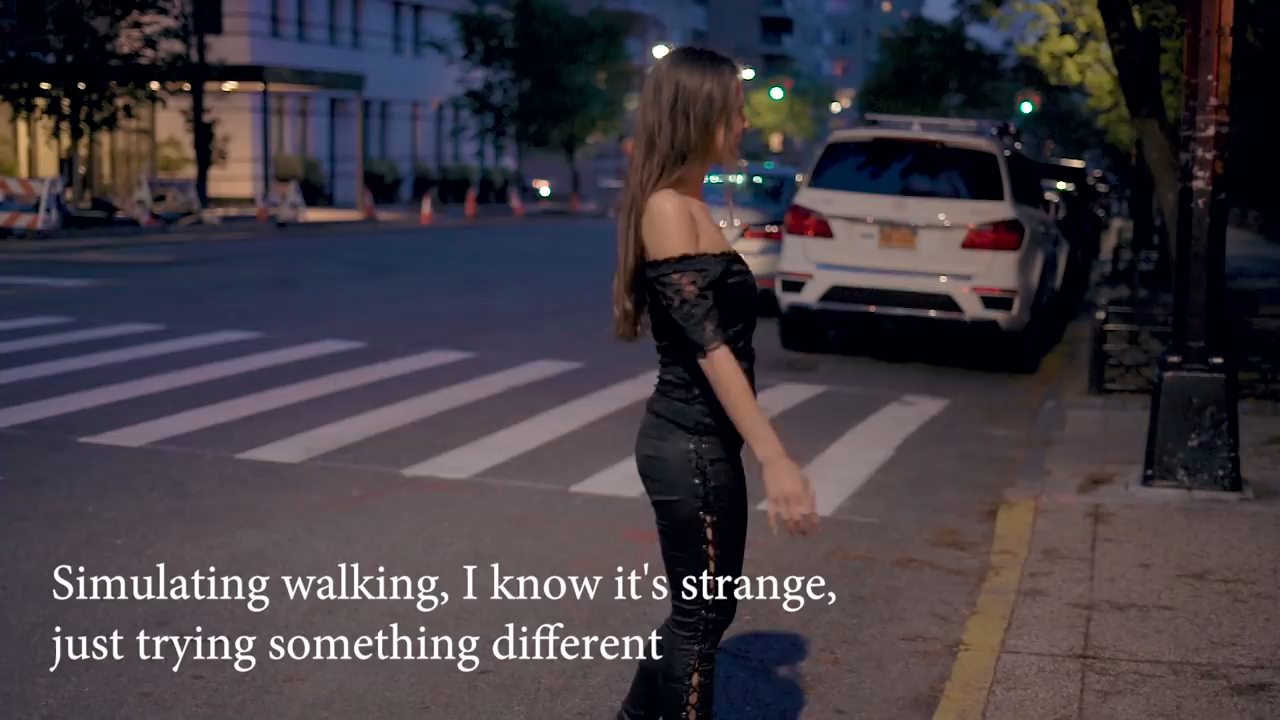 Simulating walking, I know it's strange,
just trying something different